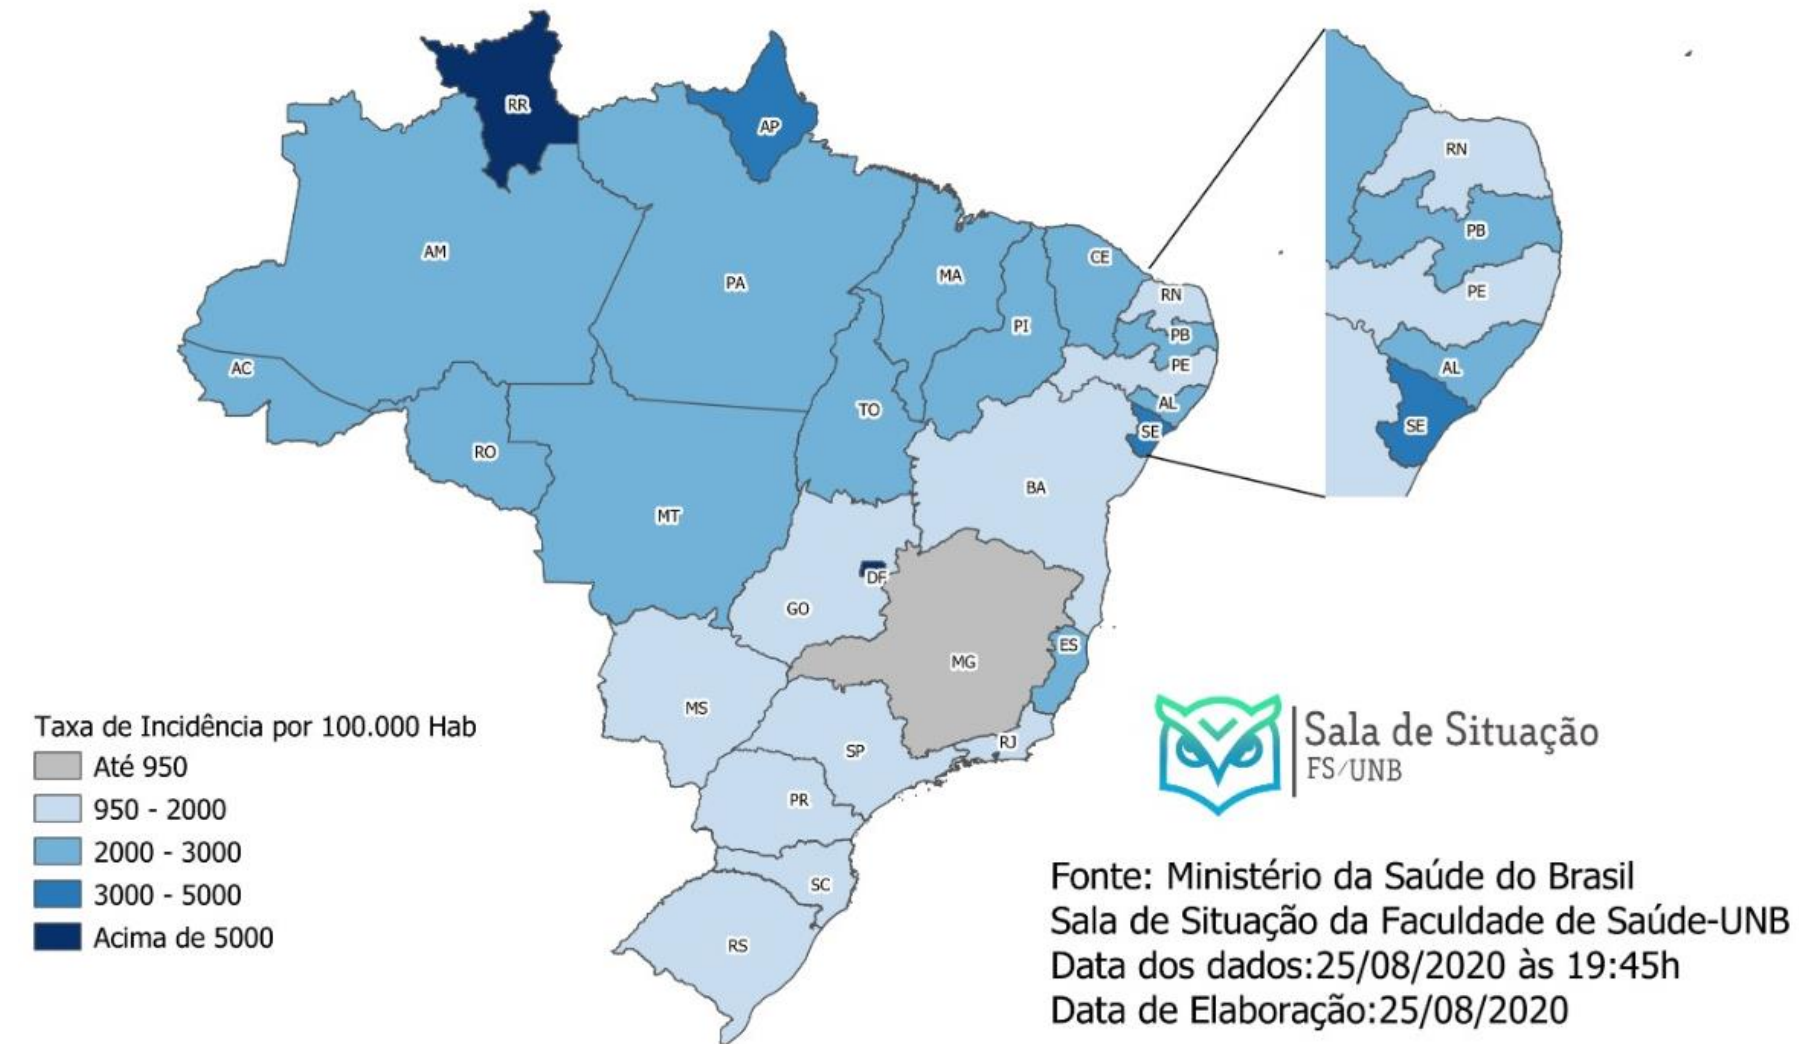 RR
AP
AM
PA
MA
CE
RN
PI
PB
PE
AC
TO
AL
SE
RO
BA
MT
DF
GO
ES
MG
MS
SP
RJ
PR
SC
RS
RN
PB
PE
AL
SE
Taxa de Incidência por 100.000 Hab
Até 950
950 - 2000
2000 - 3000
3000 - 5000
Acima de 5000
Sala de Situação
FS/UNB
Fonte: Ministério da Saúde do Brasil
Sala de Situação da Faculdade de Saúde-UNB
Data dos dados:25/08/2020 às 19:45h
Data de Elaboração:25/08/2020